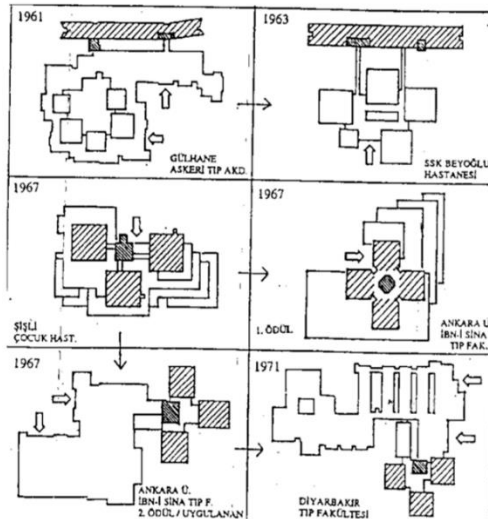 1961
GÜLHANE
ASKERİ TIP AKD.
1963
SSK BEYOĞLU
HASTANESİ
1967
ŞİŞLİ
ÇOCUK HAST.
1967
1. ÖDÜL
ANKARA Ü.
İBN-İ SİNA
TIP FAK.
1967
ANKARA Ü.
İBN-İ SİNA TIP F.
2. ÖDÜL / UYGULANAN
1971
DİYARBAKIR
TIP FAKÜLTESİ